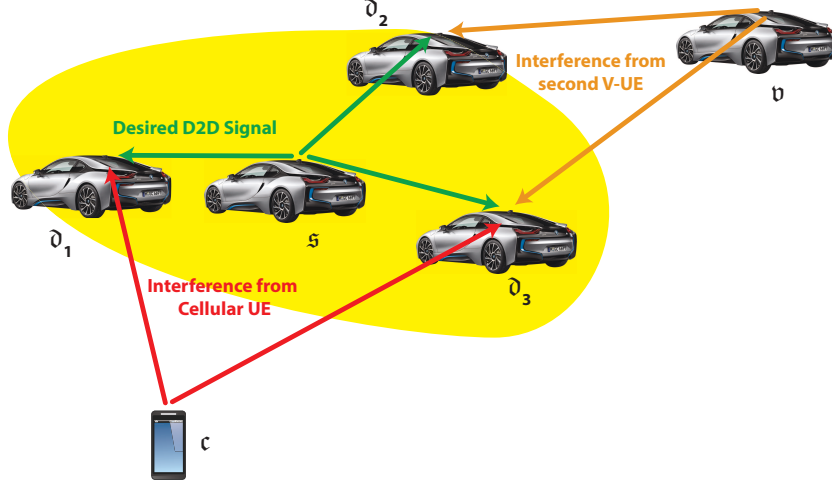 𝔡2
Interference from
second V-UE
𝔳
Desired D2D Signal
𝔡1
𝔰
𝔡3
Interference from
Cellular UE
𝔠